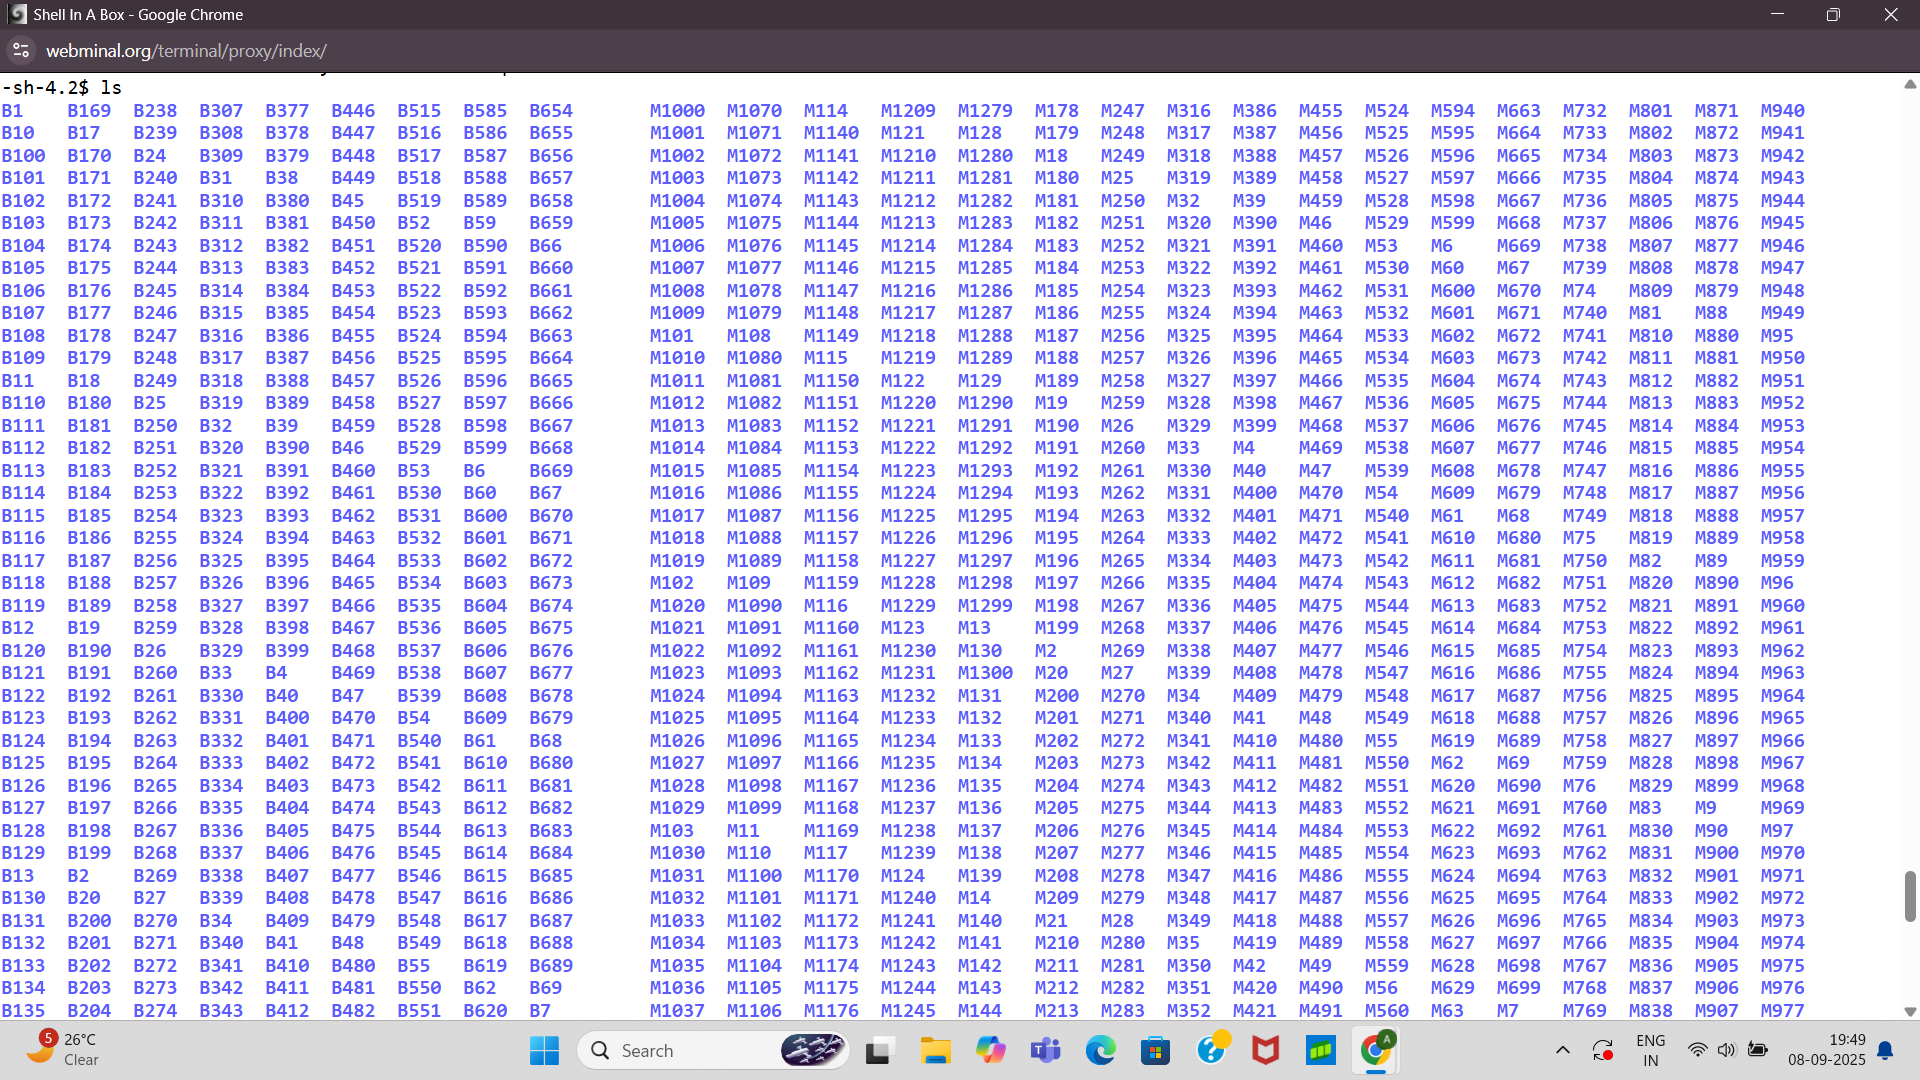 Shell In A Box - Google Chrome
webminal.org/terminal/proxy/index/
-sh-4.2$ ls
B1 B169 B238 B307 B377 B446 B515 B585 B654 M1000 M1070 M114 M1209 M1279 M178 M247 M316 M386 M455 M524 M594 M663 M732 M801 M871 M940
B10 B17 B239 B308 B378 B447 B516 B586 B655 M1001 M1071 M1140 M121 M128 M179 M248 M317 M387 M456 M525 M595 M664 M733 M802 M872 M941
B100 B170 B24 B309 B379 B448 B517 B587 B656 M1002 M1072 M1141 M1210 M1280 M18 M249 M318 M388 M457 M526 M596 M665 M734 M803 M873 M942
B101 B171 B240 B31 B38 B449 B518 B588 B657 M1003 M1073 M1142 M1211 M1281 M180 M25 M319 M389 M458 M527 M597 M666 M735 M804 M874 M943
B102 B172 B241 B310 B380 B45 B519 B589 B658 M1004 M1074 M1143 M1212 M1282 M181 M250 M32 M39 M459 M528 M598 M667 M736 M805 M875 M944
B103 B173 B242 B311 B381 B450 B52 B59 B659 M1005 M1075 M1144 M1213 M1283 M182 M251 M320 M390 M46 M529 M599 M668 M737 M806 M876 M945
B104 B174 B243 B312 B382 B451 B520 B590 B66 M1006 M1076 M1145 M1214 M1284 M183 M252 M321 M391 M460 M53 M6 M669 M738 M807 M877 M946
B105 B175 B244 B313 B383 B452 B521 B591 B660 M1007 M1077 M1146 M1215 M1285 M184 M253 M322 M392 M461 M530 M60 M67 M739 M808 M878 M947
B106 B176 B245 B314 B384 B453 B522 B592 B661 M1008 M1078 M1147 M1216 M1286 M185 M254 M323 M393 M462 M531 M600 M670 M74 M809 M879 M948
B107 B177 B246 B315 B385 B454 B523 B593 B662 M1009 M1079 M1148 M1217 M1287 M186 M255 M324 M394 M463 M532 M601 M671 M740 M81 M88 M949
B108 B178 B247 B316 B386 B455 B524 B594 B663 M101 M108 M1149 M1218 M1288 M187 M256 M325 M395 M464 M533 M602 M672 M741 M810 M880 M95
B109 B179 B248 B317 B387 B456 B525 B595 B664 M1010 M1080 M115 M1219 M1289 M188 M257 M326 M396 M465 M534 M603 M673 M742 M811 M881 M950
B11 B18 B249 B318 B388 B457 B526 B596 B665 M1011 M1081 M1150 M122 M129 M189 M258 M327 M397 M466 M535 M604 M674 M743 M812 M882 M951
B110 B180 B25 B319 B389 B458 B527 B597 B666 M1012 M1082 M1151 M1220 M1290 M19 M259 M328 M398 M467 M536 M605 M675 M744 M813 M883 M952
B111 B181 B250 B32 B39 B459 B528 B598 B667 M1013 M1083 M1152 M1221 M1291 M190 M26 M329 M399 M468 M537 M606 M676 M745 M814 M884 M953
B112 B182 B251 B320 B390 B46 B529 B599 B668 M1014 M1084 M1153 M1222 M1292 M191 M260 M33 M4 M469 M538 M607 M677 M746 M815 M885 M954
B113 B183 B252 B321 B391 B460 B53 B6 B669 M1015 M1085 M1154 M1223 M1293 M192 M261 M330 M40 M47 M539 M608 M678 M747 M816 M886 M955
B114 B184 B253 B322 B392 B461 B530 B60 B67 M1016 M1086 M1155 M1224 M1294 M193 M262 M331 M400 M470 M54 M609 M679 M748 M817 M887 M956
B115 B185 B254 B323 B393 B462 B531 B600 B670 M1017 M1087 M1156 M1225 M1295 M194 M263 M332 M401 M471 M540 M61 M68 M749 M818 M888 M957
B116 B186 B255 B324 B394 B463 B532 B601 B671 M1018 M1088 M1157 M1226 M1296 M195 M264 M333 M402 M472 M541 M610 M680 M75 M819 M889 M958
B117 B187 B256 B325 B395 B464 B533 B602 B672 M1019 M1089 M1158 M1227 M1297 M196 M265 M334 M403 M473 M542 M611 M681 M750 M82 M89 M959
B118 B188 B257 B326 B396 B465 B534 B603 B673 M102 M109 M1159 M1228 M1298 M197 M266 M335 M404 M474 M543 M612 M682 M751 M820 M890 M96
B119 B189 B258 B327 B397 B466 B535 B604 B674 M1020 M1090 M116 M1229 M1299 M198 M267 M336 M405 M475 M544 M613 M683 M752 M821 M891 M960
B12 B19 B259 B328 B398 B467 B536 B605 B675 M1021 M1091 M1160 M123 M13 M199 M268 M337 M406 M476 M545 M614 M684 M753 M822 M892 M961
B120 B190 B26 B329 B399 B468 B537 B606 B676 M1022 M1092 M1161 M1230 M130 M2 M269 M338 M407 M477 M546 M615 M685 M754 M823 M893 M962
B121 B191 B260 B33 B4 B469 B538 B607 B677 M1023 M1093 M1162 M1231 M1300 M20 M27 M339 M408 M478 M547 M616 M686 M755 M824 M894 M963
B122 B192 B261 B330 B40 B47 B539 B608 B678 M1024 M1094 M1163 M1232 M131 M200 M270 M34 M409 M479 M548 M617 M687 M756 M825 M895 M964
B123 B193 B262 B331 B400 B470 B54 B609 B679 M1025 M1095 M1164 M1233 M132 M201 M271 M340 M41 M48 M549 M618 M688 M757 M826 M896 M965
B124 B194 B263 B332 B401 B471 B540 B61 B68 M1026 M1096 M1165 M1234 M133 M202 M272 M341 M410 M480 M55 M619 M689 M758 M827 M897 M966
B125 B195 B264 B333 B402 B472 B541 B610 B680 M1027 M1097 M1166 M1235 M134 M203 M273 M342 M411 M481 M550 M62 M69 M759 M828 M898 M967
B126 B196 B265 B334 B403 B473 B542 B611 B681 M1028 M1098 M1167 M1236 M135 M204 M274 M343 M412 M482 M551 M620 M690 M76 M829 M899 M968
B127 B197 B266 B335 B404 B474 B543 B612 B682 M1029 M1099 M1168 M1237 M136 M205 M275 M344 M413 M483 M552 M621 M691 M760 M83 M9 M969
B128 B198 B267 B336 B405 B475 B544 B613 B683 M103 M11 M1169 M1238 M137 M206 M276 M345 M414 M484 M553 M622 M692 M761 M830 M90 M97
B129 B199 B268 B337 B406 B476 B545 B614 B684 M1030 M110 M117 M1239 M138 M207 M277 M346 M415 M485 M554 M623 M693 M762 M831 M900 M970
B13 B2 B269 B338 B407 B477 B546 B615 B685 M1031 M1100 M1170 M124 M139 M208 M278 M347 M416 M486 M555 M624 M694 M763 M832 M901 M971
B130 B20 B27 B339 B408 B478 B547 B616 B686 M1032 M1101 M1171 M1240 M14 M209 M279 M348 M417 M487 M556 M625 M695 M764 M833 M902 M972
B131 B200 B270 B34 B409 B479 B548 B617 B687 M1033 M1102 M1172 M1241 M140 M21 M28 M349 M418 M488 M557 M626 M696 M765 M834 M903 M973
B132 B201 B271 B340 B41 B48 B549 B618 B688 M1034 M1103 M1173 M1242 M141 M210 M280 M35 M419 M489 M558 M627 M697 M766 M835 M904 M974
B133 B202 B272 B341 B410 B480 B55 B619 B689 M1035 M1104 M1174 M1243 M142 M211 M281 M350 M42 M49 M559 M628 M698 M767 M836 M905 M975
B134 B203 B273 B342 B411 B481 B550 B62 B69 M1036 M1105 M1175 M1244 M143 M212 M282 M351 M420 M490 M56 M629 M699 M768 M837 M906 M976
B135 B204 B274 B343 B412 B482 B551 B620 B7 M1037 M1106 M1176 M1245 M144 M213 M283 M352 M421 M491 M560 M63 M7 M769 M838 M907 M977
5
26°C
Clear
Search
A
ENG
IN
19:49
08-09-2025